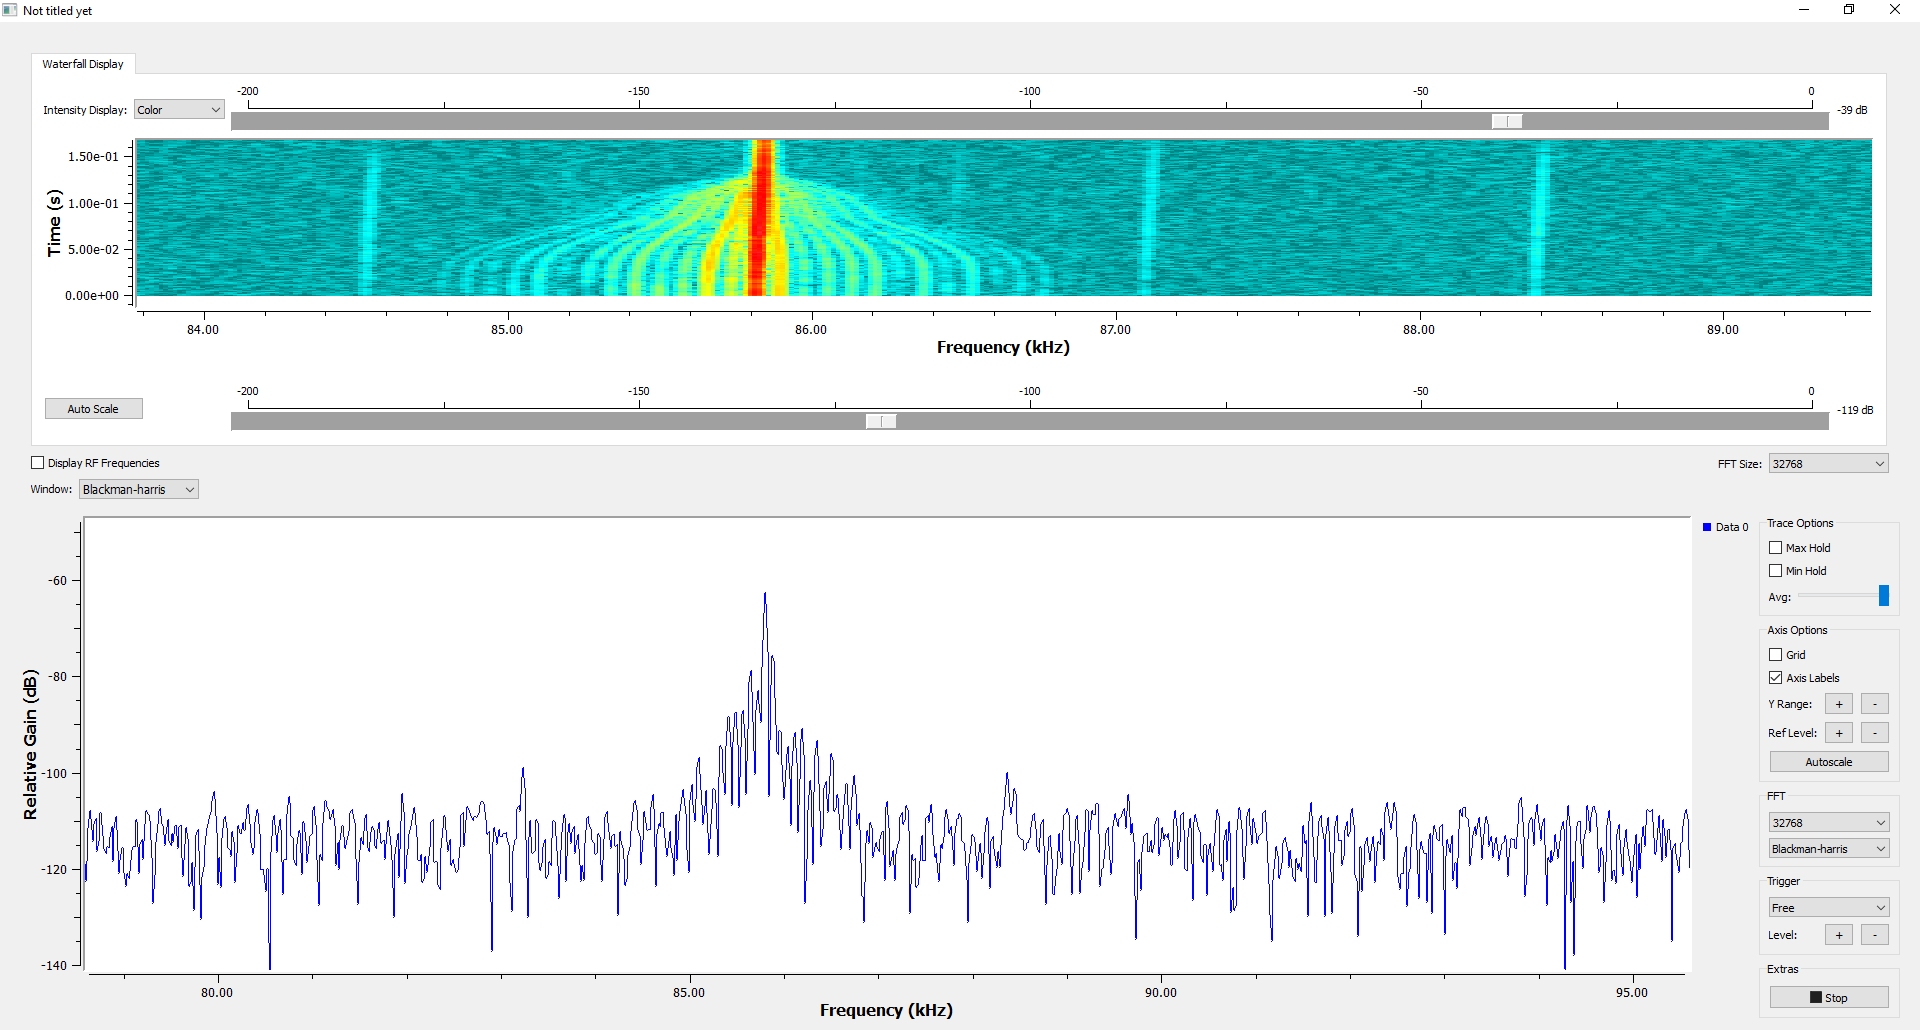 Not titled yet
Waterfall Display
-200 -150 -100 -50 0
Intensity Display: Color -39 dB
1.50e-01
1.00e-01
5.00e-02
0.00e+00
Time (s)
84.00 85.00 86.00 87.00 88.00 89.00
Frequency (kHz)
-200 -150 -100 -50 0
Auto Scale -119 dB
Display RF Frequencies FFT Size: 32768
Window: Blackman-harris
-60
-80
-100
-120
-140
Relative Gain (dB)
80.00 85.00 90.00 95.00
Frequency (kHz)
Data 0
Trace Options
Max Hold
Min Hold
Avg:
Axis Options
Grid
Axis Labels
Y Range: + -
Ref Level: + -
Autoscale
FFT
32768
Blackman-harris
Trigger
Free
Level: + -
Extras
Stop